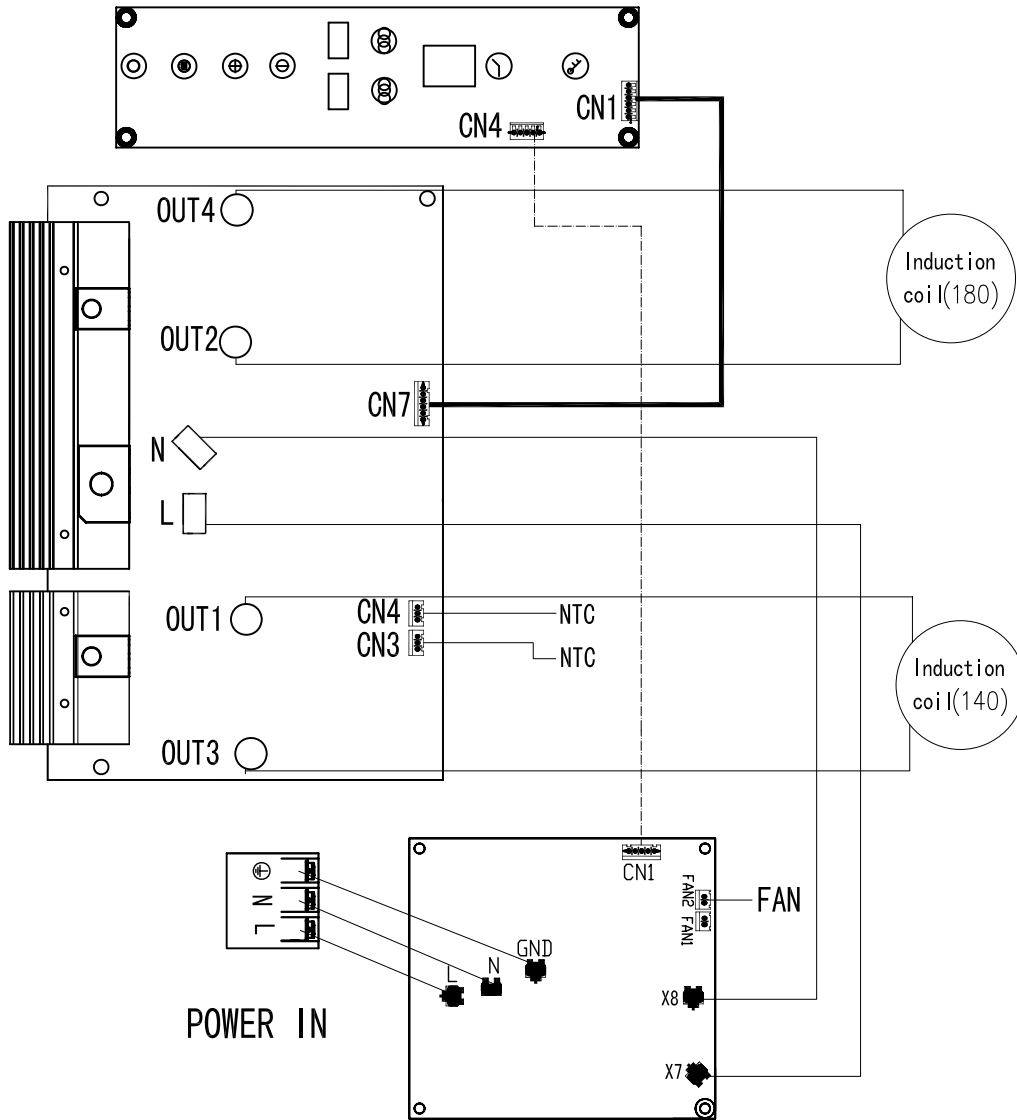 CN1
CN4
OUT4
Induction
coil(180)
OUT2
CN7
N
L
OUT1
CN4
NTC
CN3
NTC
Induction
coil(140)
OUT3
CN1
FAN2
FAN
FAN1
N
L
GND
N
L
X8
POWER IN
X7